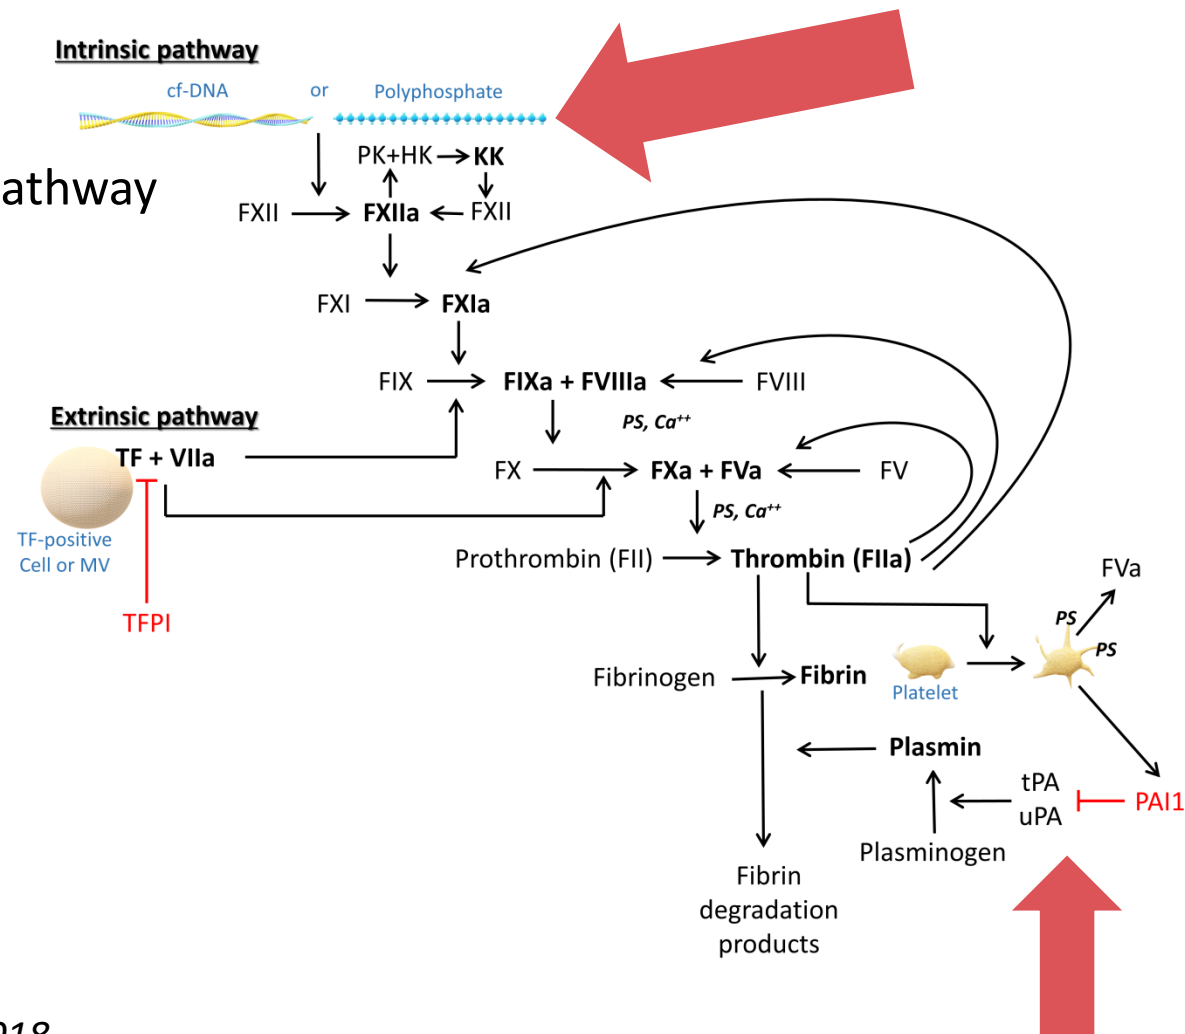 Intrinsic pathway
cf-DNA or Polyphosphate
PK+HK KK
athway
FXII FXIIa FXII
FXI FXIa
FIX FIXa + FVIIIa FVIII
Extrinsic pathway
PS, Ca⁺⁺
TF + VIIa
FX FXa + FVa FV
PS, Ca⁺⁺
TF-positive
Cell or MV
Prothrombin (FII) Thrombin (FIIa)
FVa
TFPI
PS
PS
Fibrinogen Fibrin
Platelet
Plasmin
tPA
uPA
PAI1
Plasminogen
Fibrin
degradation
products
018